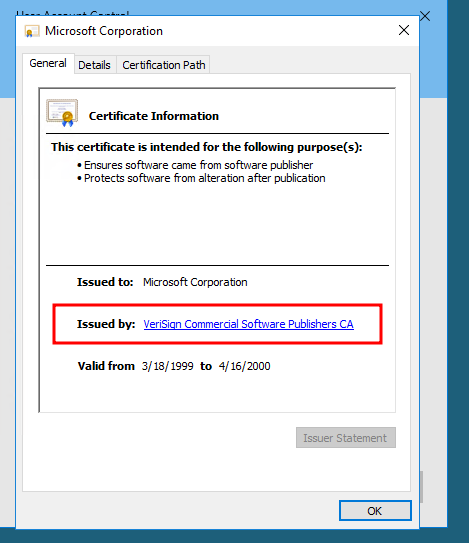 User Account Control
Microsoft Corporation
General Details Certification Path
Certificate Information
This certificate is intended for the following purpose(s):
• Ensures software came from software publisher
• Protects software from alteration after publication
Issued to: Microsoft Corporation
Issued by: VeriSign Commercial Software Publishers CA
Valid from 3/18/1999 to 4/16/2000
Issuer Statement
OK